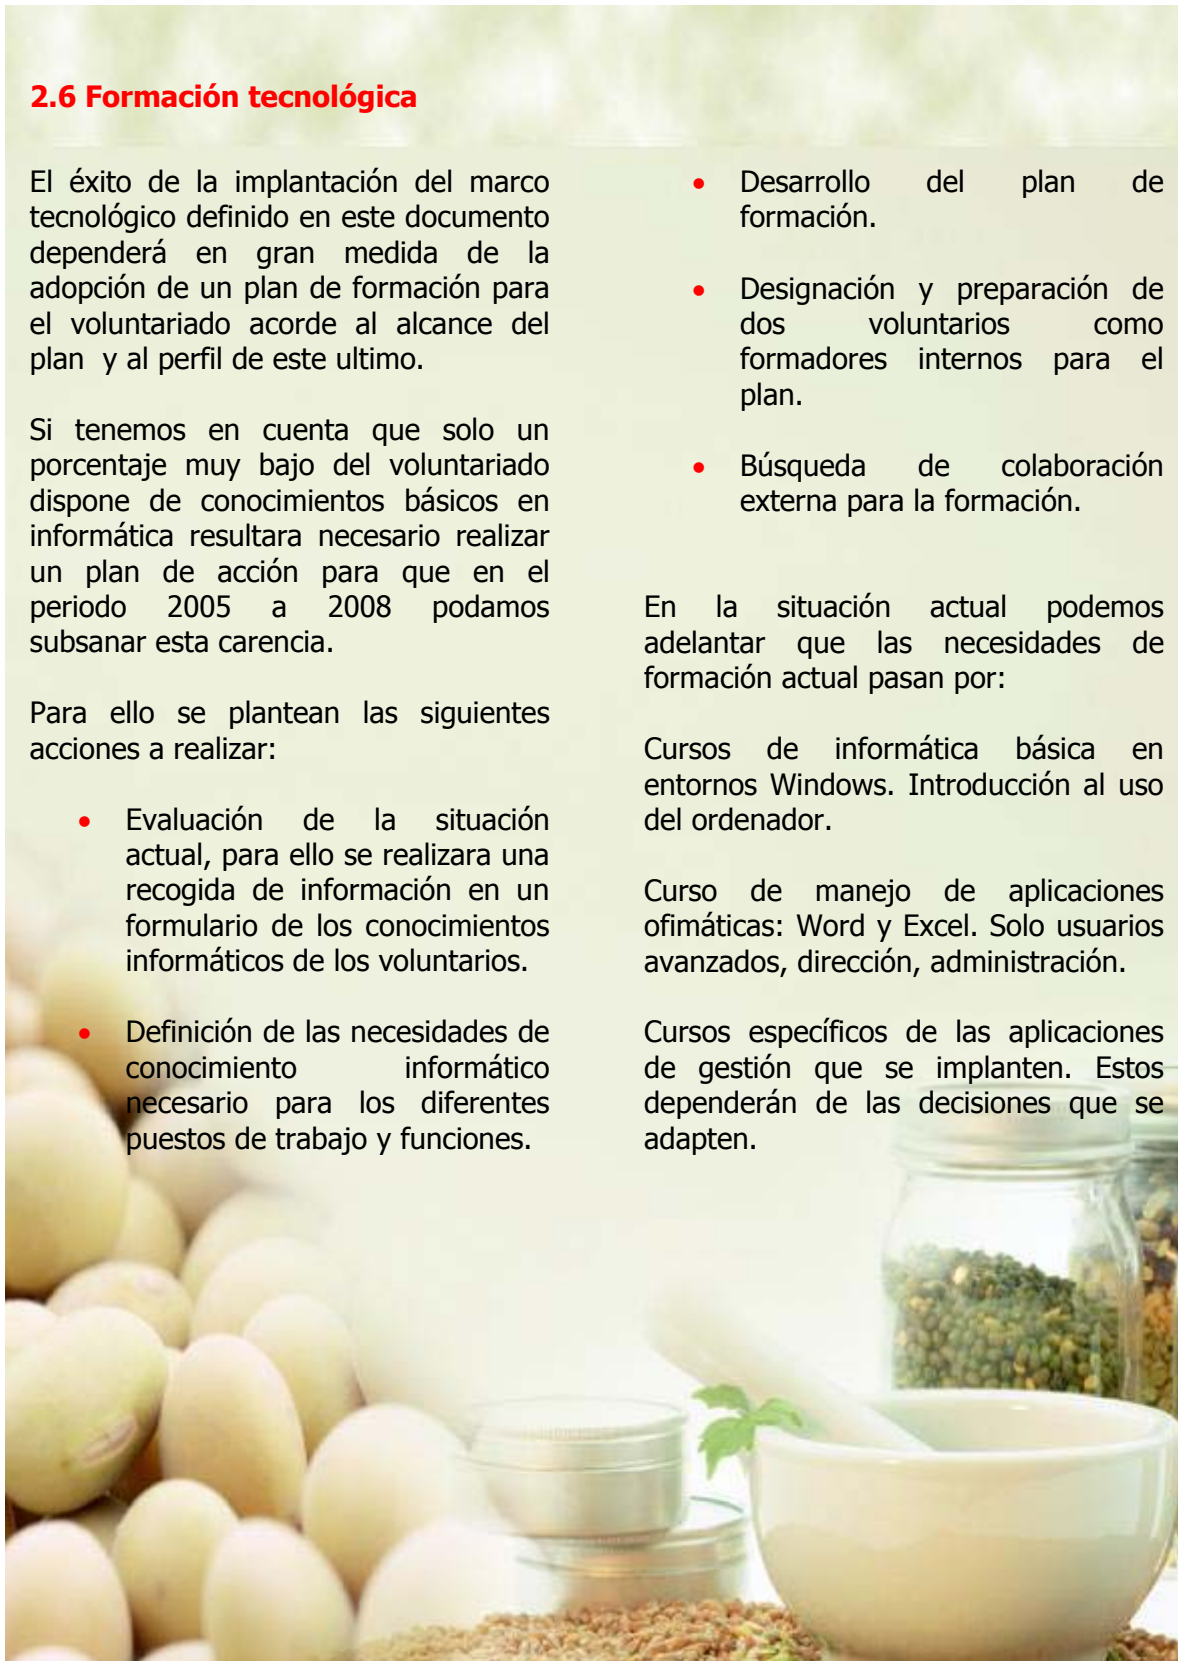 2.6 Formación tecnológica
El éxito de la implantación del marco
tecnológico definido en este documento
dependerá en gran medida de la
adopción de un plan de formación para
el voluntariado acorde al alcance del
plan y al perfil de este ultimo.
Si tenemos en cuenta que solo un
porcentaje muy bajo del voluntariado
dispone de conocimientos básicos en
informática resultara necesario realizar
un plan de acción para que en el
periodo 2005 a 2008 podamos
subsanar esta carencia.
Para ello se plantean las siguientes
acciones a realizar:
• Evaluación de la situación
actual, para ello se realizara una
recogida de información en un
formulario de los conocimientos
informáticos de los voluntarios.
• Definición de las necesidades de
conocimiento informático
necesario para los diferentes
puestos de trabajo y funciones.
• Desarrollo del plan de
formación.
• Designación y preparación de
dos voluntarios como
formadores internos para el
plan.
• Búsqueda de colaboración
externa para la formación.
En la situación actual podemos
adelantar que las necesidades de
formación actual pasan por:
Cursos de informática básica en
entornos Windows. Introducción al uso
del ordenador.
Curso de manejo de aplicaciones
ofimáticas: Word y Excel. Solo usuarios
avanzados, dirección, administración.
Cursos específicos de las aplicaciones
de gestión que se implanten. Estos
dependerán de las decisiones que se
adapten.